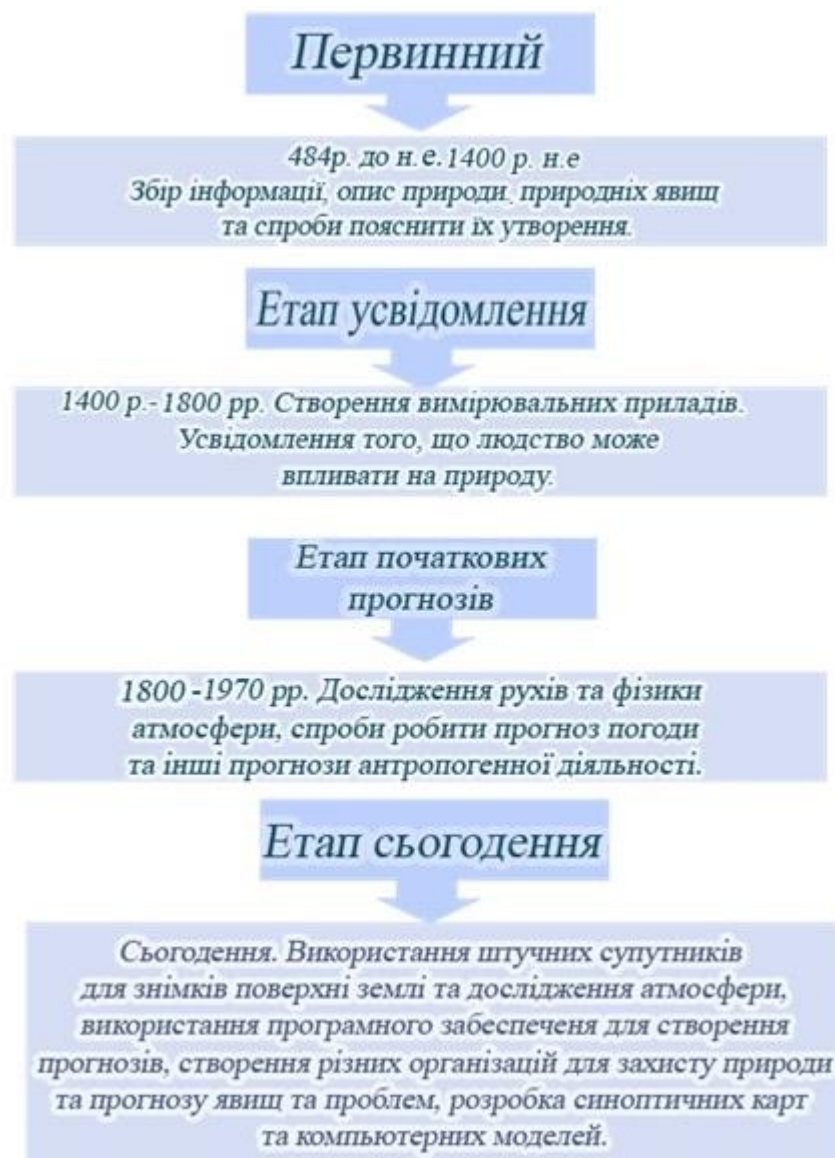 Первинний
484р. до н.е. 1400 р. н.е
Збір інформації, опис природи, природніх явищ
та спроби пояснити їх утворення.
Етап усвідомлення
1400 р.- 1800 рр. Створення вимірювальних приладів.
Усвідомлення того, що людство може
впливати на природу.
Етап початкових
прогнозів
1800 -1970 рр. Дослідження рухів та фізики
атмосфери, спроби робити прогноз погоди
та інші прогнози антропогенної діяльності.
Етап сьогодення
Сьогодення. Використання штучних супутників
для знімків поверхні землі та дослідження атмосфери,
використання програмного забеспеченя для створення
прогнозів, створення різних організацій для захисту природи
та прогнозу явищ та проблем, розробка синоптичних карт
та компьютерних моделей.